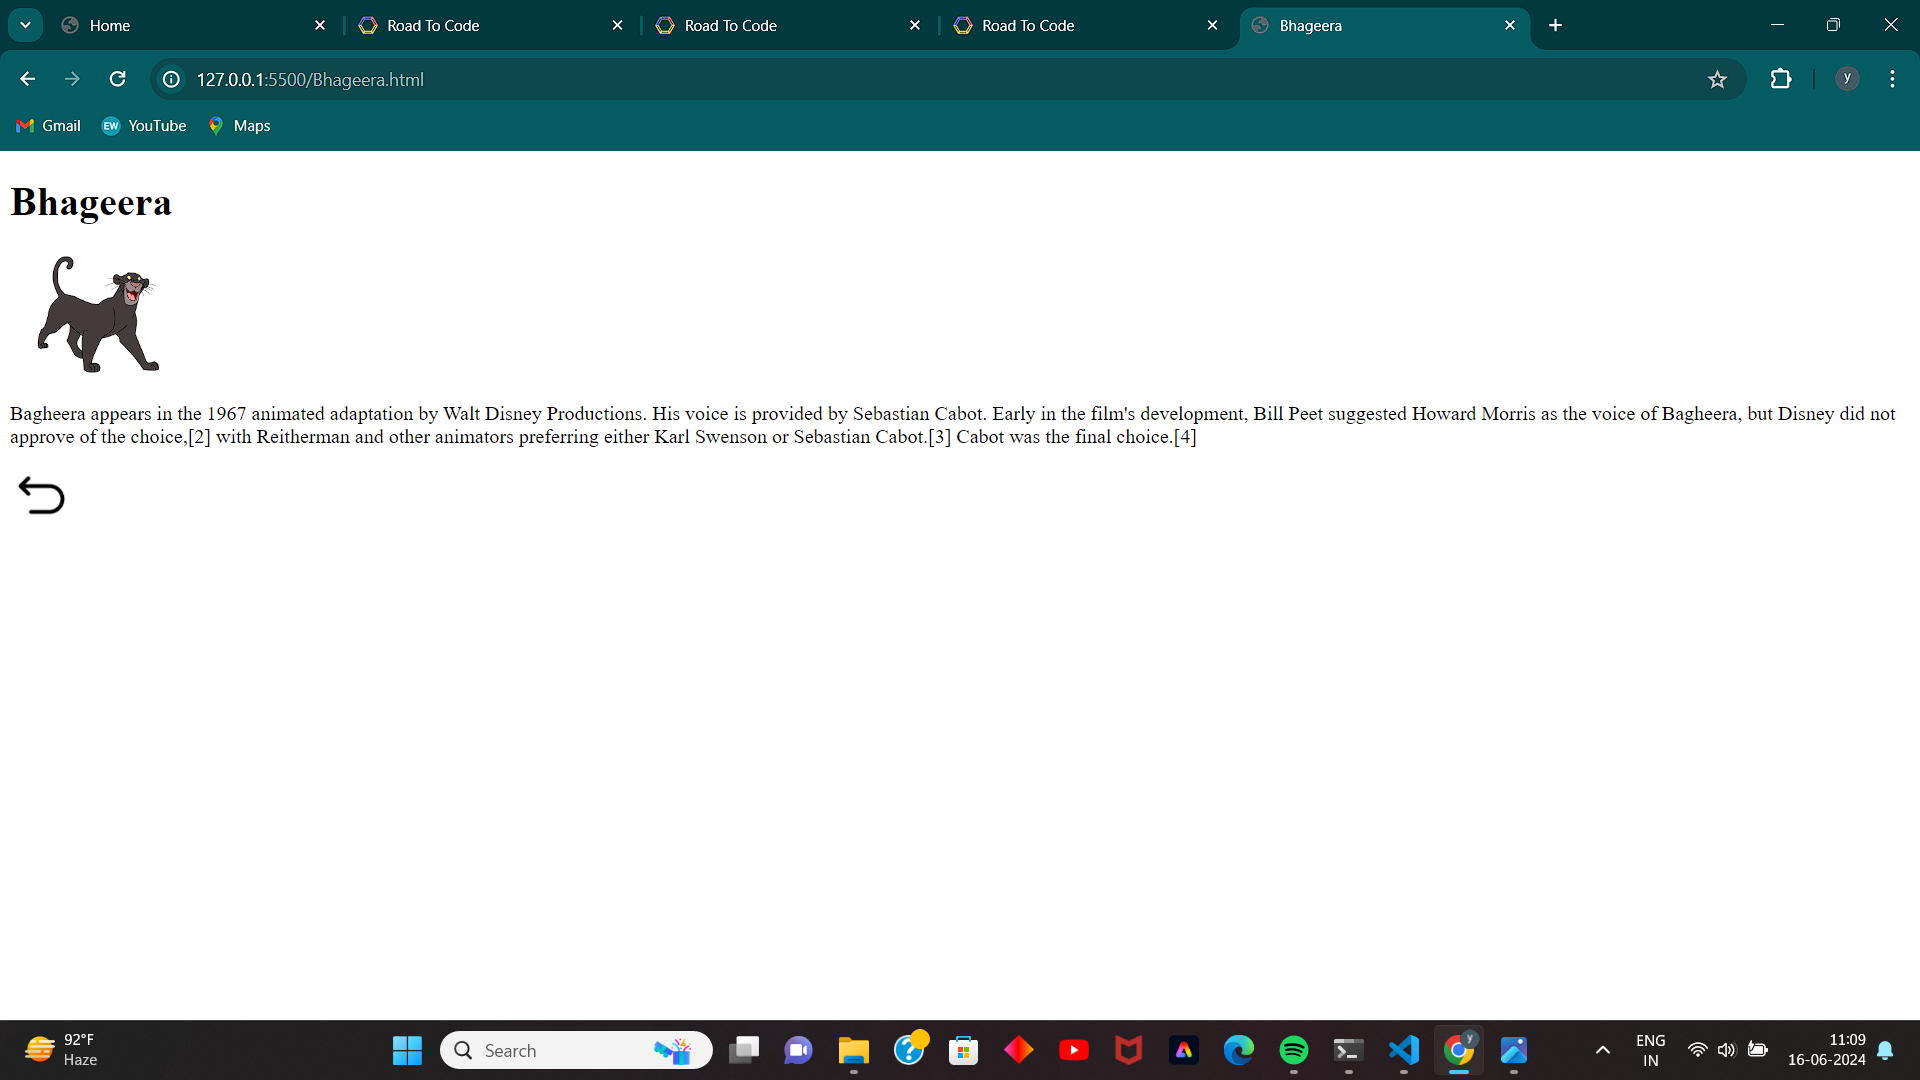 Home
Road To Code
Road To Code
Road To Code
Bhageera
127.0.0.1:5500/Bhageera.html
y
Gmail
EW YouTube
Maps
Bhageera
Bagheera appears in the 1967 animated adaptation by Walt Disney Productions. His voice is provided by Sebastian Cabot. Early in the film's development, Bill Peet suggested Howard Morris as the voice of Bagheera, but Disney did not
approve of the choice,[2] with Reitherman and other animators preferring either Karl Swenson or Sebastian Cabot.[3] Cabot was the final choice.[4]
92°F
Haze
Search
y
ENG
IN
11:09
16-06-2024